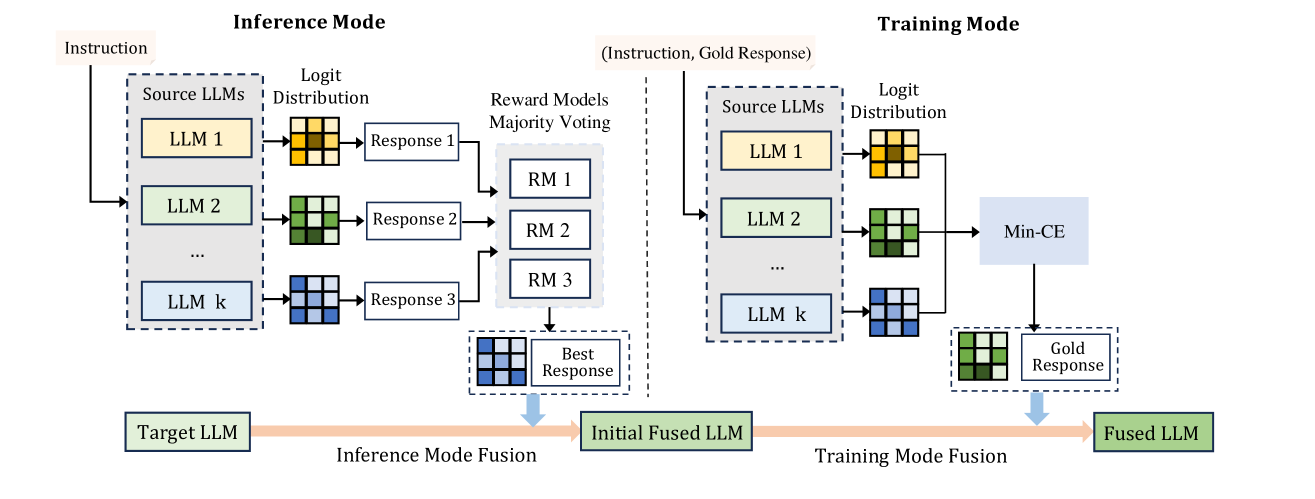 Inference Mode
Instruction
Source LLMs
LLM 1
LLM 2
...
LLM k
Logit
Distribution
Response 1
Response 2
Response 3
Reward Models
Majority Voting
RM 1
RM 2
RM 3
Best
Response
Training Mode
(Instruction, Gold Response)
Source LLMs
LLM 1
LLM 2
...
LLM k
Logit
Distribution
Min-CE
Gold
Response
Target LLM
Inference Mode Fusion
Initial Fused LLM
Training Mode Fusion
Fused LLM